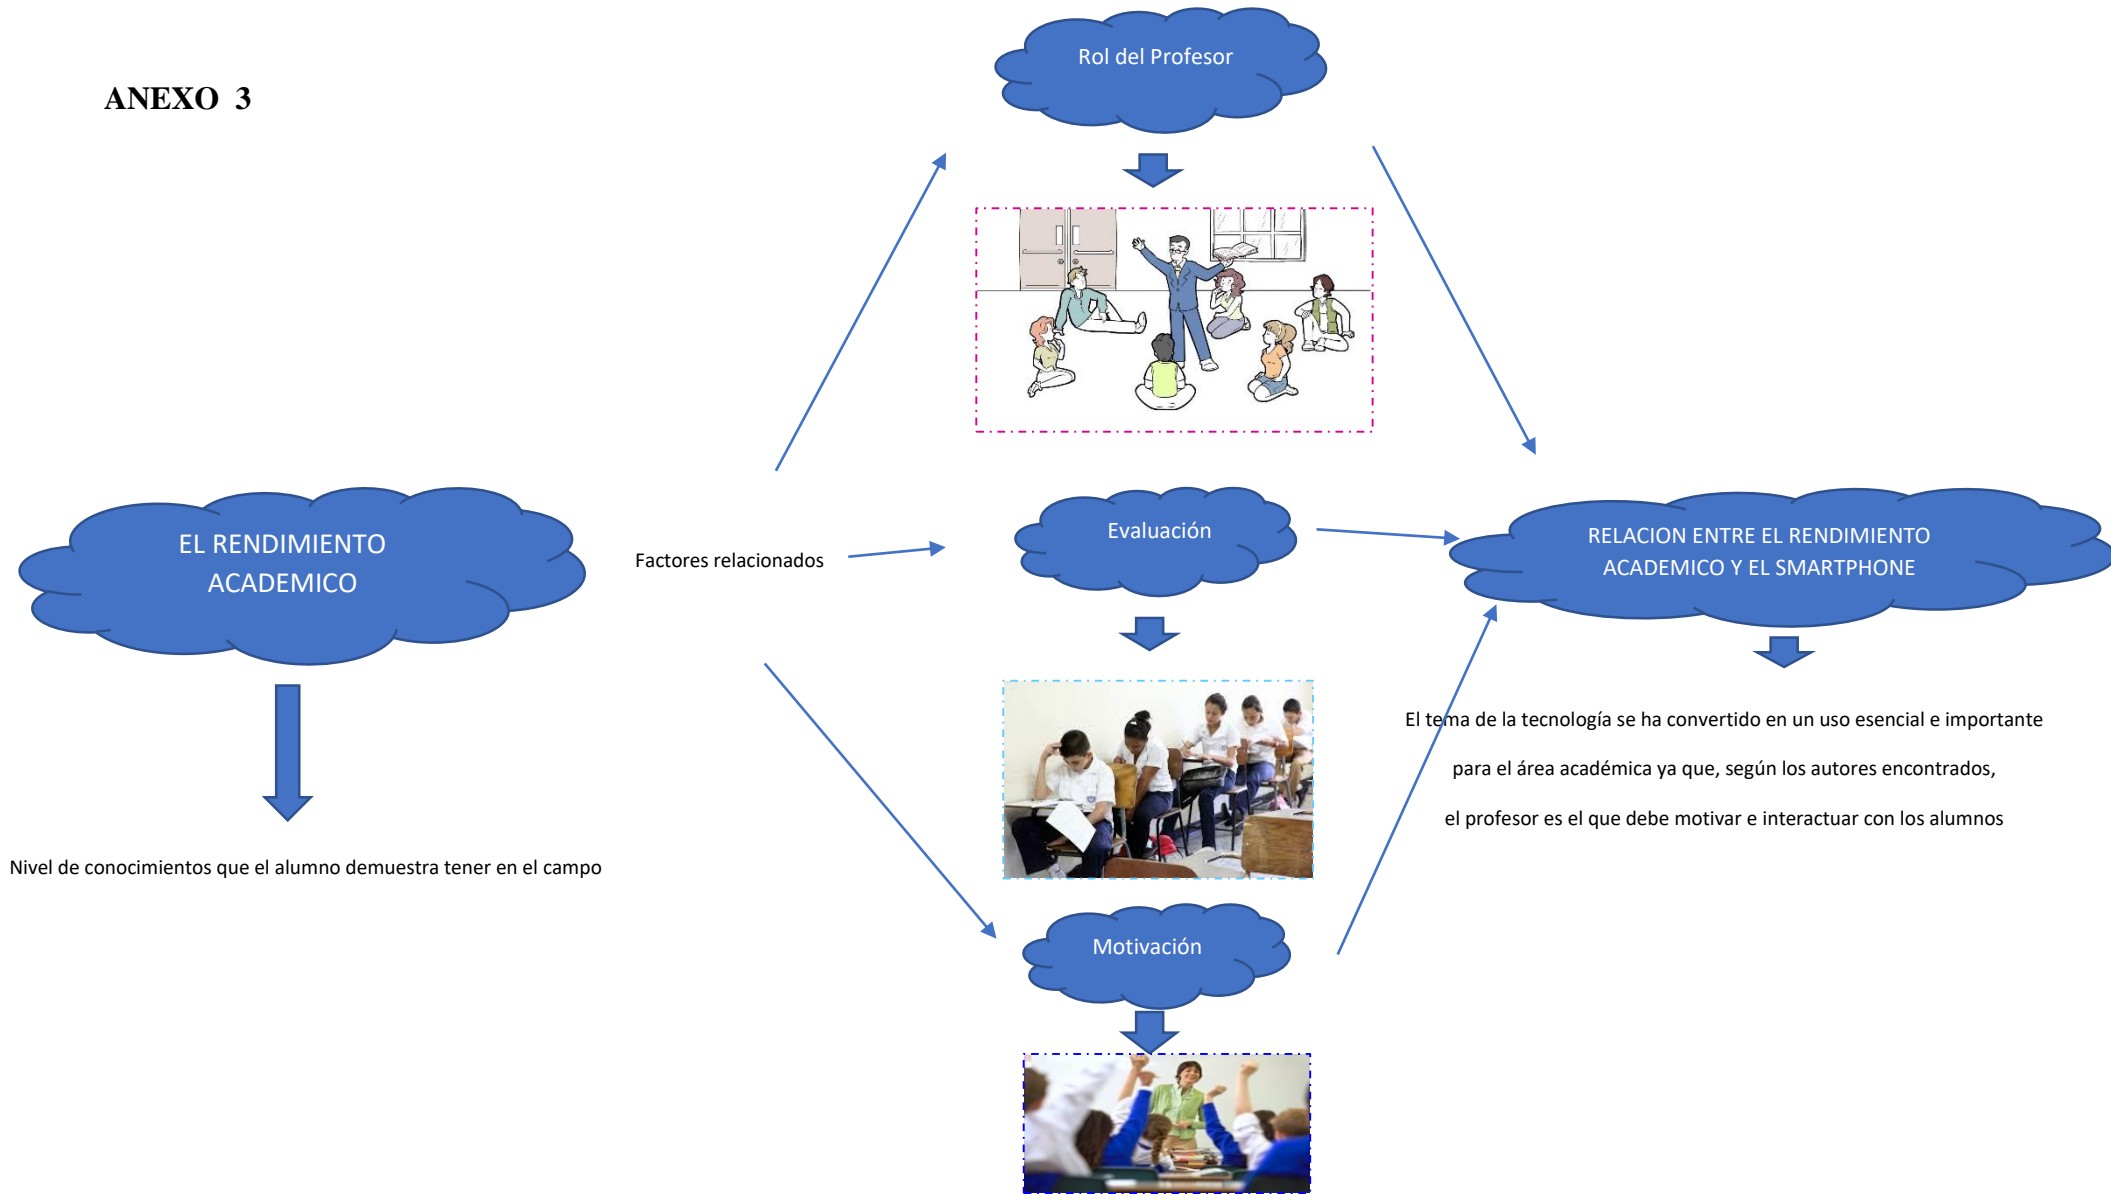 ANEXO 3
Rol del Profesor
EL RENDIMIENTO
ACADEMICO
Nivel de conocimientos que el alumno demuestra tener en el campo
Factores relacionados
Evaluación
Motivación
RELACION ENTRE EL RENDIMIENTO
ACADEMICO Y EL SMARTPHONE
El tema de la tecnología se ha convertido en un uso esencial e importante
para el área académica ya que, según los autores encontrados,
el profesor es el que debe motivar e interactuar con los alumnos